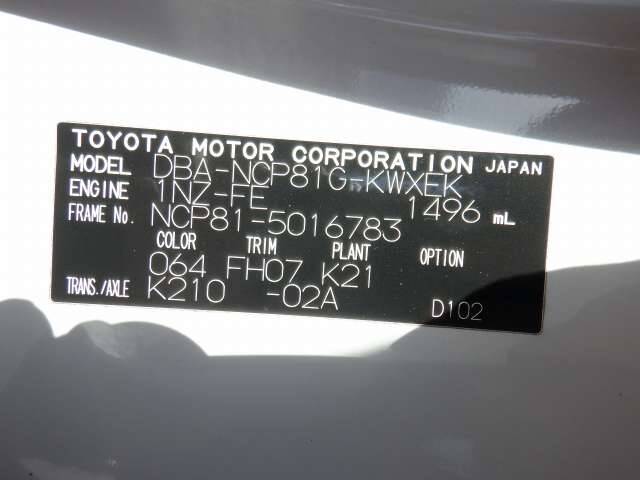 TOYOTA MOTOR CORPORATION JAPAN
MODEL DBA-NCP81G-KWXEK
ENGINE 1NZ-FE 1496 mL
FRAME No. NCP81-5016783
COLOR TRIM PLANT OPTION
064 FH07 K21
TRANS./AXLE K210 -02A D102